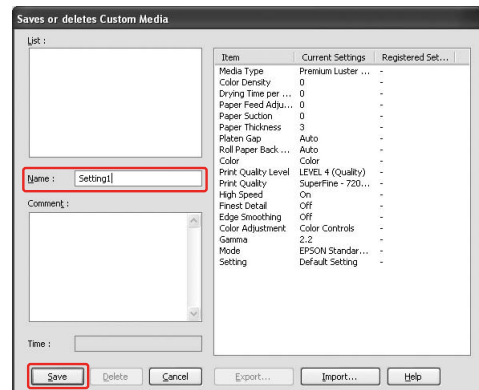 Saves or deletes Custom Media
List :
Name : Setting1
Comment :
Time :
Item Current Settings Registered Set...
Media Type Premium Luster ... -
Color Density 0 -
Drying Time per ... 0 -
Paper Feed Adju... 0 -
Paper Suction 0 -
Paper Thickness 3 -
Platen Gap Auto -
Roll Paper Back ... Auto -
Color Color -
Print Quality Level LEVEL 4 (Quality) -
Print Quality SuperFine - 720... -
High Speed On -
Finest Detail Off -
Edge Smoothing Off -
Color Adjustment Color Controls -
Gamma 2.2 -
Mode EPSON Standar... -
Setting Default Setting -
Save Delete Cancel Export... Import... Help